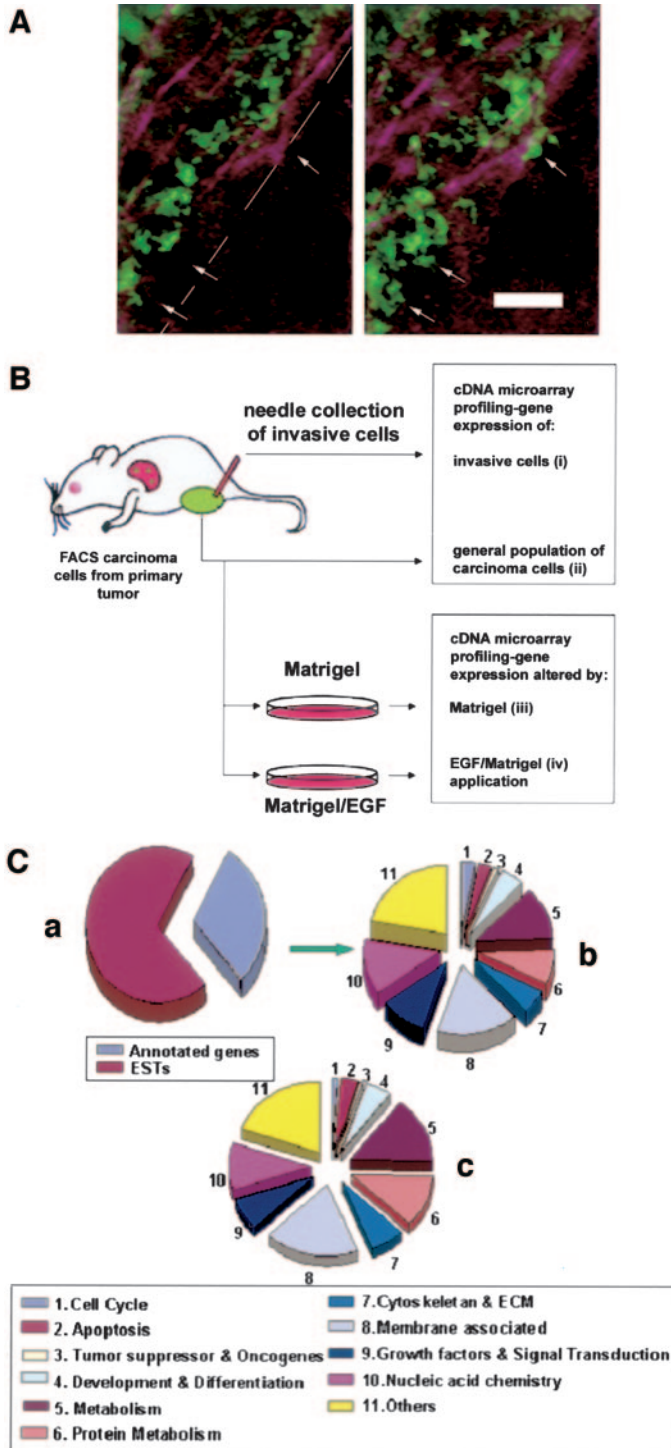 A
B
needle collection
of invasive cells
FACS carcinoma
cells from primary
tumor
cDNA microarray
profiling-gene
expression of:
invasive cells (i)
general population of
carcinoma cells (ii)
Matrigel
Matrigel/EGF
cDNA microarray
profiling-gene
expression altered by:
Matrigel (iii)
EGF/Matrigel (iv)
application
C
a
Annotated genes
ESTs
1
2
3
4
5
6
7
8
9
10
11
b
1
2
3
4
5
6
7
8
9
10
11
c
1. Cell Cycle
2. Apoptosis
3. Tumor suppressor & Oncogenes
4. Development & Differentiation
5. Metabolism
6. Protein Metabolism
7. Cytoskeletan & ECM
8. Membrane associated
9. Growth factors & Signal Transduction
10. Nucleic acid chemistry
11. Others